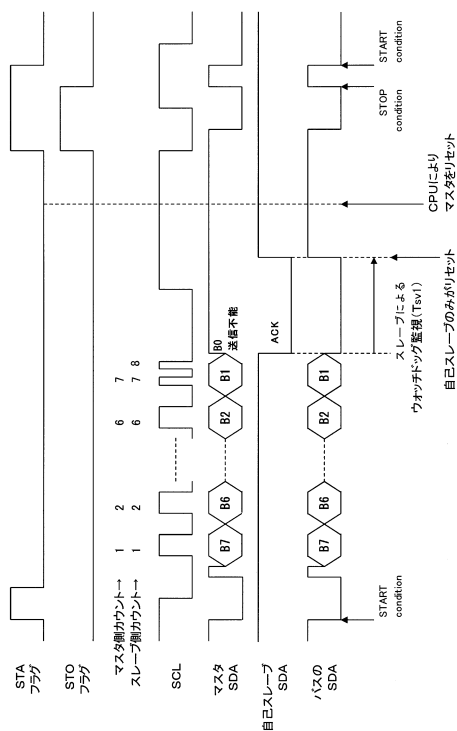 STA
フラグ
STO
フラグ
マスタ側カウント→ 1 2 6 7
スレーブ側カウント→ 1 2 6 7 8
SCL
マスタ
SDA
B7 B6 B2 B1 B0
送信不能
自己スレーブ
SDA
ACK
バスの
SDA
B7 B6 B2 B1
START
condition
スレーブによる
ウォッチドッグ監視(Tsv1)
自己スレーブのみがリセット
CPUにより
マスタをリセット
STOP
condition
START
condition